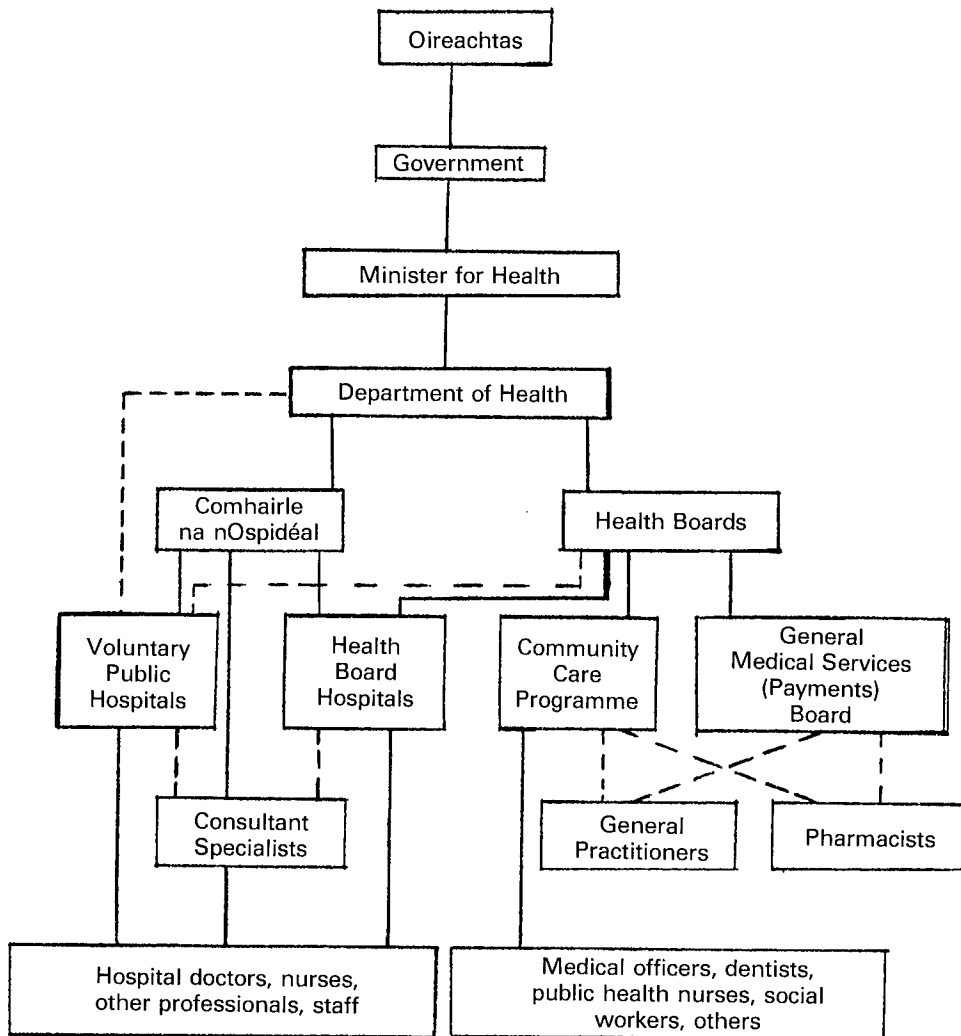 Oireachtas
Government
Minister for Health
Department of Health
Comhairle
na nOspidéal
Health Boards
Voluntary
Public
Hospitals
Health
Board
Hospitals
Community
Care
Programme
General
Medical Services
(Payments)
Board
Consultant
Specialists
General
Practitioners
Pharmacists
Hospital doctors, nurses,
other professionals, staff
Medical officers, dentists,
public health nurses, social
workers, others